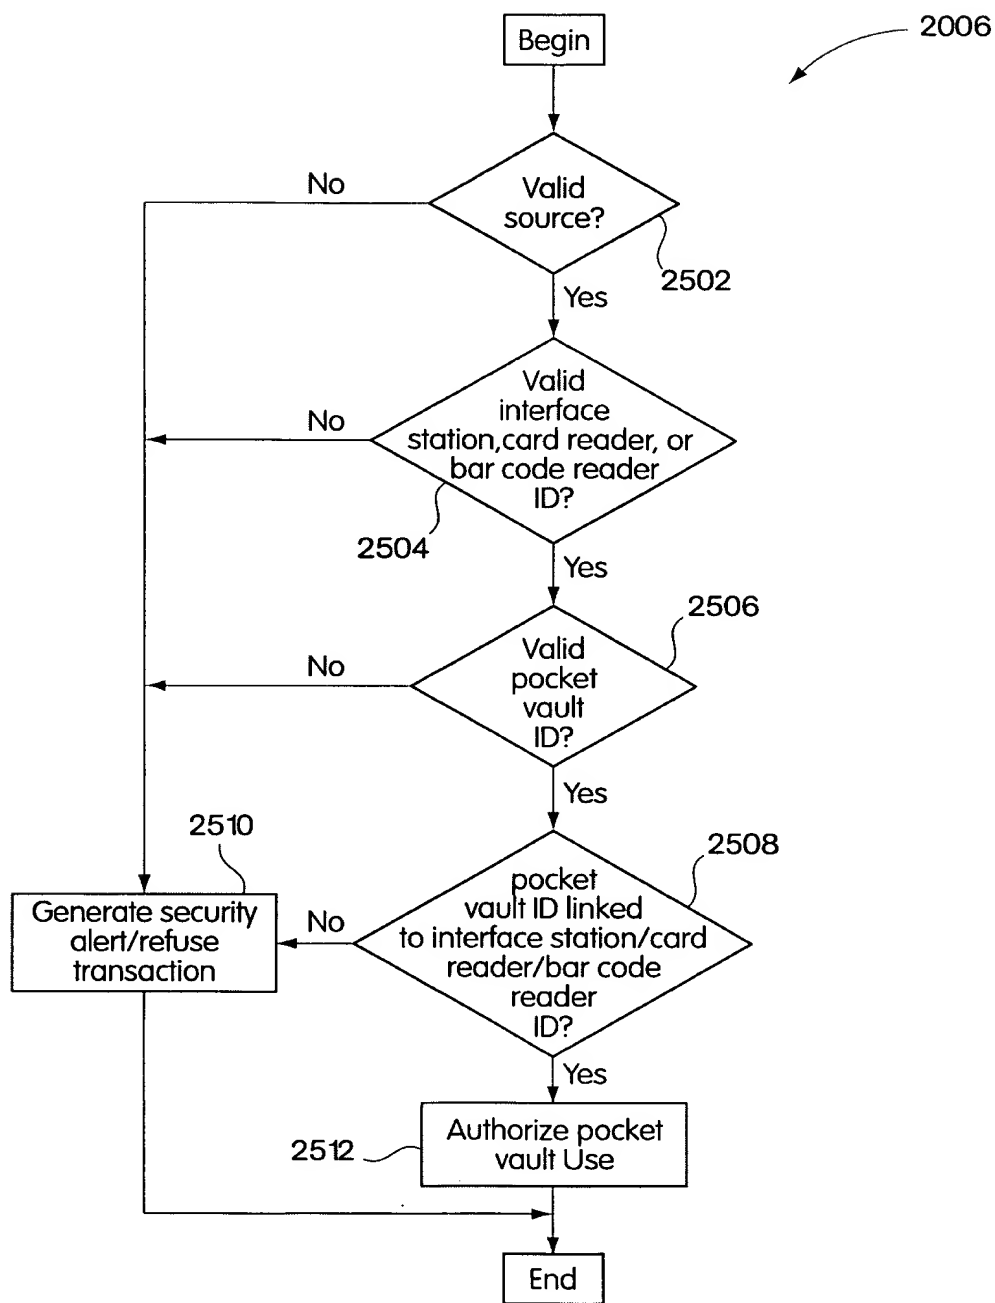 2006
Begin
No
Valid
source?
2502
Yes
Valid
interface
station,card reader, or
bar code reader
ID?
No
2504
Yes
2506
No
Valid
pocket
vault
ID?
Yes
2510
2508
Generate security
alert/refuse
transaction
No
pocket
vault ID linked
to interface station/card
reader/bar code
reader
ID?
Yes
2512
Authorize pocket
vault Use
End